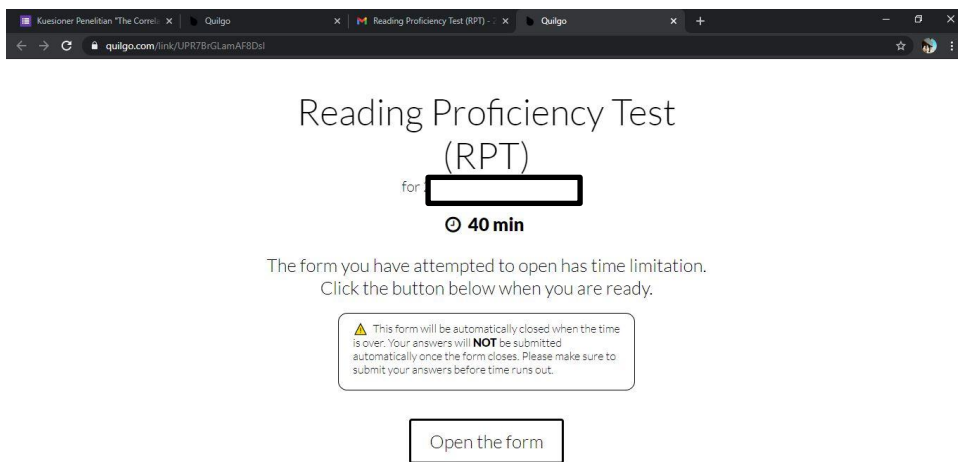 Kuesioner Penelitian "The Correla
Quilgo
Reading Proficiency Test (RPT) - 2
Quilgo
quilgo.com/link/UPR7BrGLamAF8Dsl
Reading Proficiency Test
(RPT)
for
40 min
The form you have attempted to open has time limitation.
Click the button below when you are ready.
This form will be automatically closed when the time
is over. Your answers will NOT be submitted
automatically once the form closes. Please make sure to
submit your answers before time runs out.
Open the form